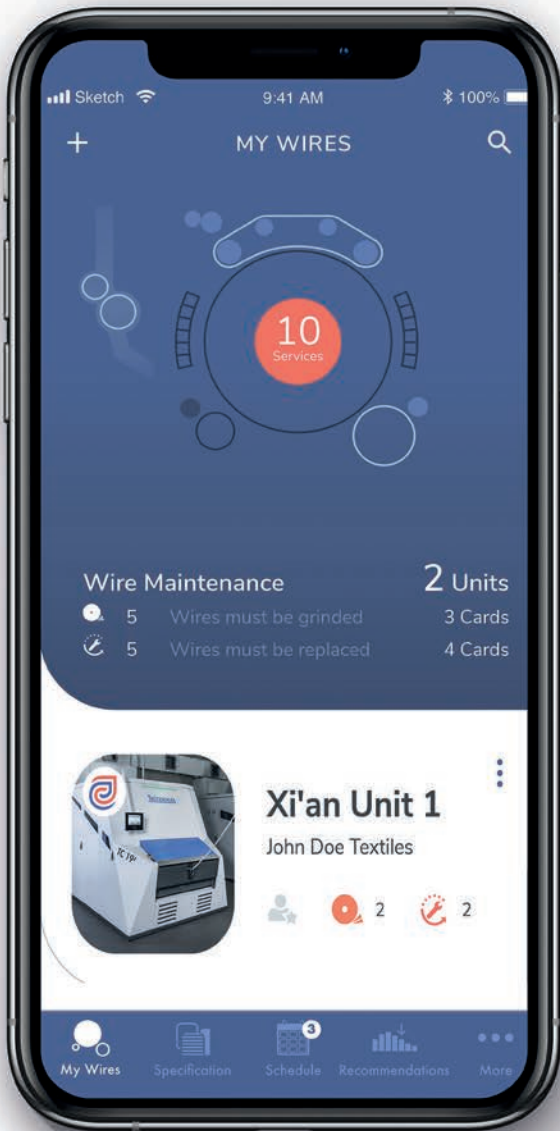 Sketch 9:41 AM 100%
+ MY WIRES
10
Services
Wire Maintenance 2 Units
5 Wires must be grinded 3 Cards
5 Wires must be replaced 4 Cards
Xi'an Unit 1
John Doe Textiles
2 2
3
My Wires Specification Schedule Recommendations More